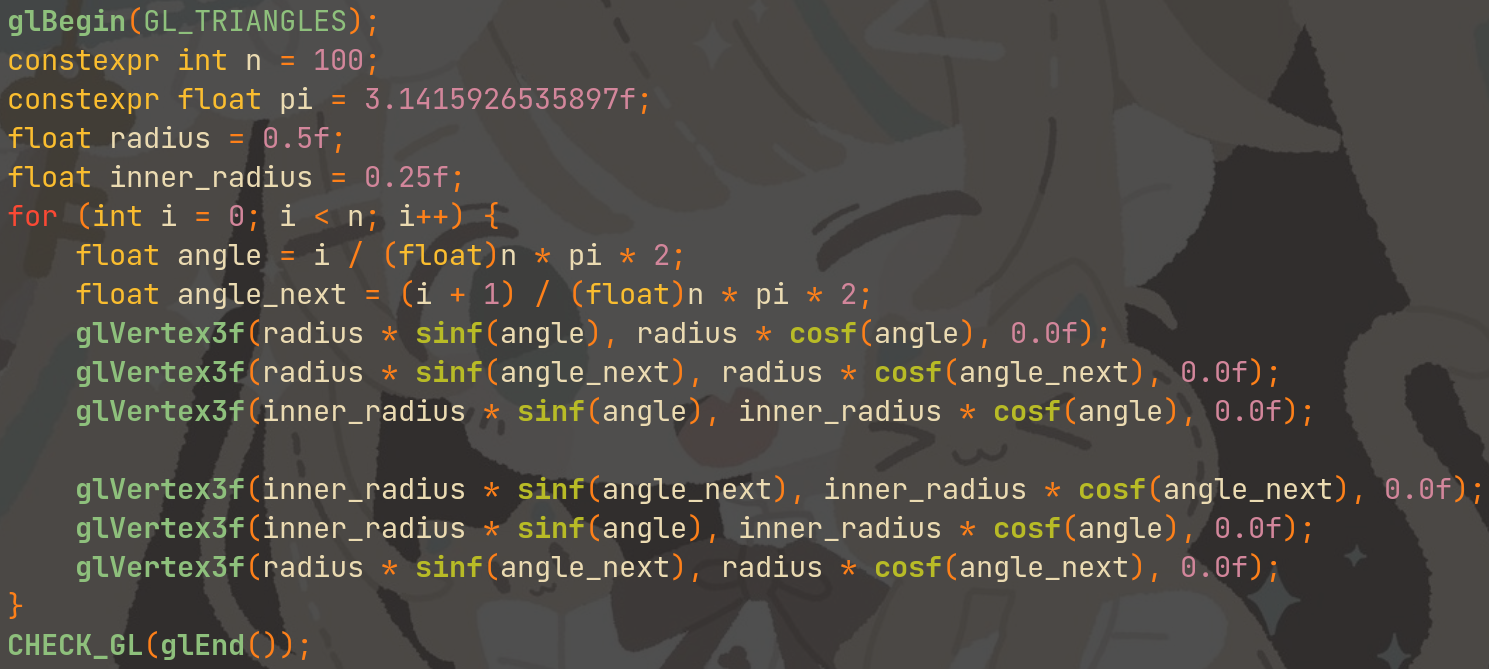 glBegin(GL_TRIANGLES);
constexpr int n = 100;
constexpr float pi = 3.1415926535897f;
float radius = 0.5f;
float inner_radius = 0.25f;
for (int i = 0; i < n; i++) {
    float angle = i / (float)n * pi * 2;
    float angle_next = (i + 1) / (float)n * pi * 2;
    glVertex3f(radius * sinf(angle), radius * cosf(angle), 0.0f);
    glVertex3f(radius * sinf(angle_next), radius * cosf(angle_next), 0.0f);
    glVertex3f(inner_radius * sinf(angle), inner_radius * cosf(angle), 0.0f);

    glVertex3f(inner_radius * sinf(angle_next), inner_radius * cosf(angle_next), 0.0f);
    glVertex3f(inner_radius * sinf(angle), inner_radius * cosf(angle), 0.0f);
    glVertex3f(radius * sinf(angle_next), radius * cosf(angle_next), 0.0f);
}
CHECK_GL(glEnd());